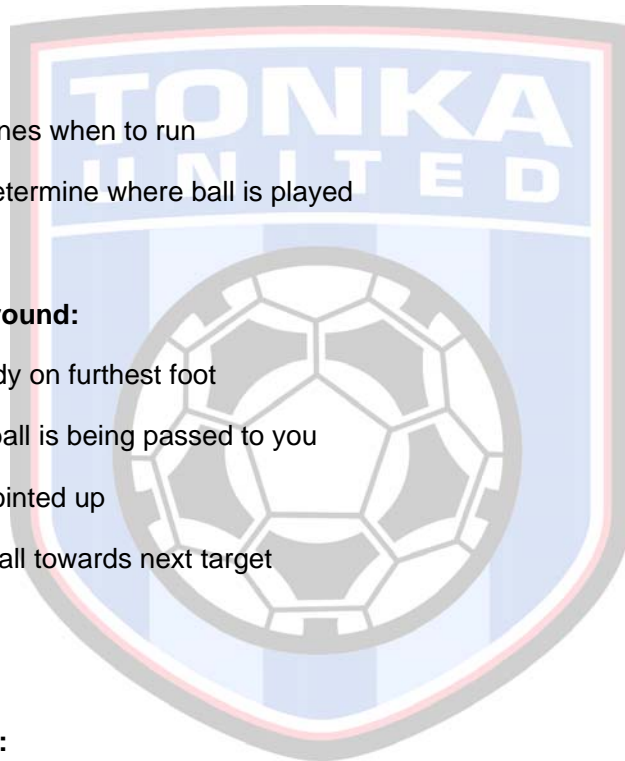 TONKA
UNITED
nes when to run
etermine where ball is played
round:
dy on furthest foot
ball is being passed to you
ointed up
all towards next target
: